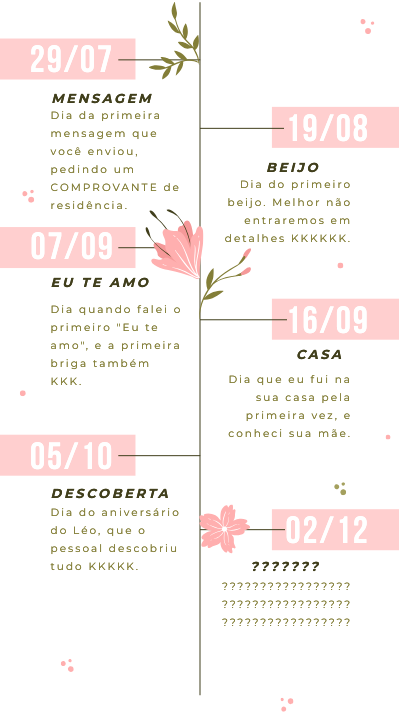 29/07
MENSAGEM
Dia da primeira
mensagem que
você enviou,
pedindo um
COMPROVANTE de
residência.
19/08
BEIJO
Dia do primeiro
beijo. Melhor não
entraremos em
detalhes KKKKKK.
07/09
EU TE AMO
Dia quando falei o
primeiro "Eu te
amo", e a primeira
briga também
KKK.
16/09
CASA
Dia que eu fui na
sua casa pela
primeira vez, e
conheci sua mãe.
05/10
DESCOBERTA
Dia do aniversário
do Léo, que o
pessoal descobriu
tudo KKKKK.
02/12
???????
?????????????????
?????????????????
?????????????????